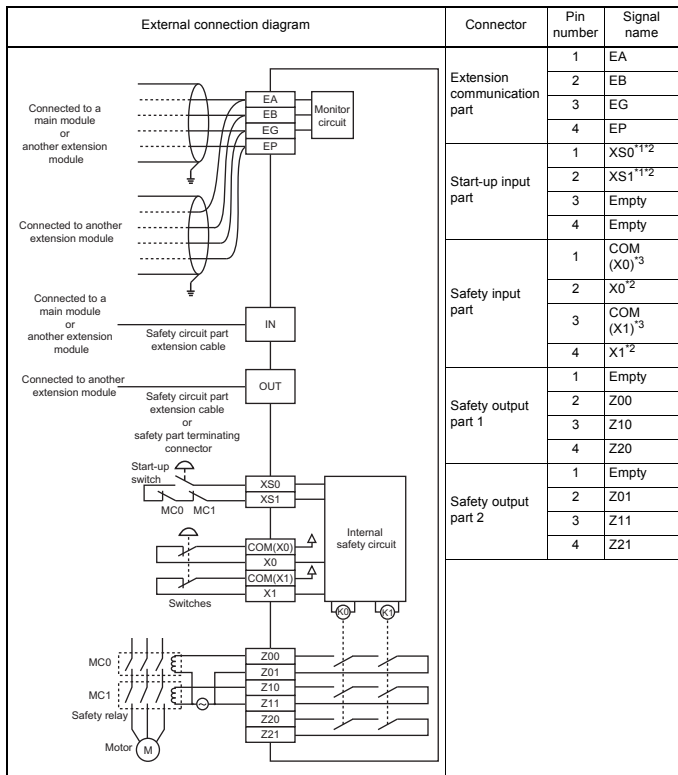 External connection diagram
Connector
Pin
number
Signal
name
Connected to a
main module
or
another extension
module
EA
EB
EG
EP
Monitor
circuit
Connected to another
extension module
Connected to a
main module
or
another extension
module
Safety circuit part
extension cable
IN
Connected to another
extension module
Safety circuit part
extension cable
or
safety part terminating
connector
OUT
Start-up
switch
MC0 MC1
XS0
XS1
Internal
safety circuit
COM(X0)
X0
COM(X1)
X1
Switches
K0
K1
MC0
MC1
Safety relay
Motor
M
Z00
Z01
Z10
Z11
Z20
Z21
Extension
communication
part
1 EA
2 EB
3 EG
4 EP
Start-up input
part
1 XS0*1*2
2 XS1*1*2
3 Empty
4 Empty
Safety input
part
1 COM
(X0)*3
2 X0*2
3 COM
(X1)*3
4 X1*2
Safety output
part 1
1 Empty
2 Z00
3 Z10
4 Z20
Safety output
part 2
1 Empty
2 Z01
3 Z11
4 Z21